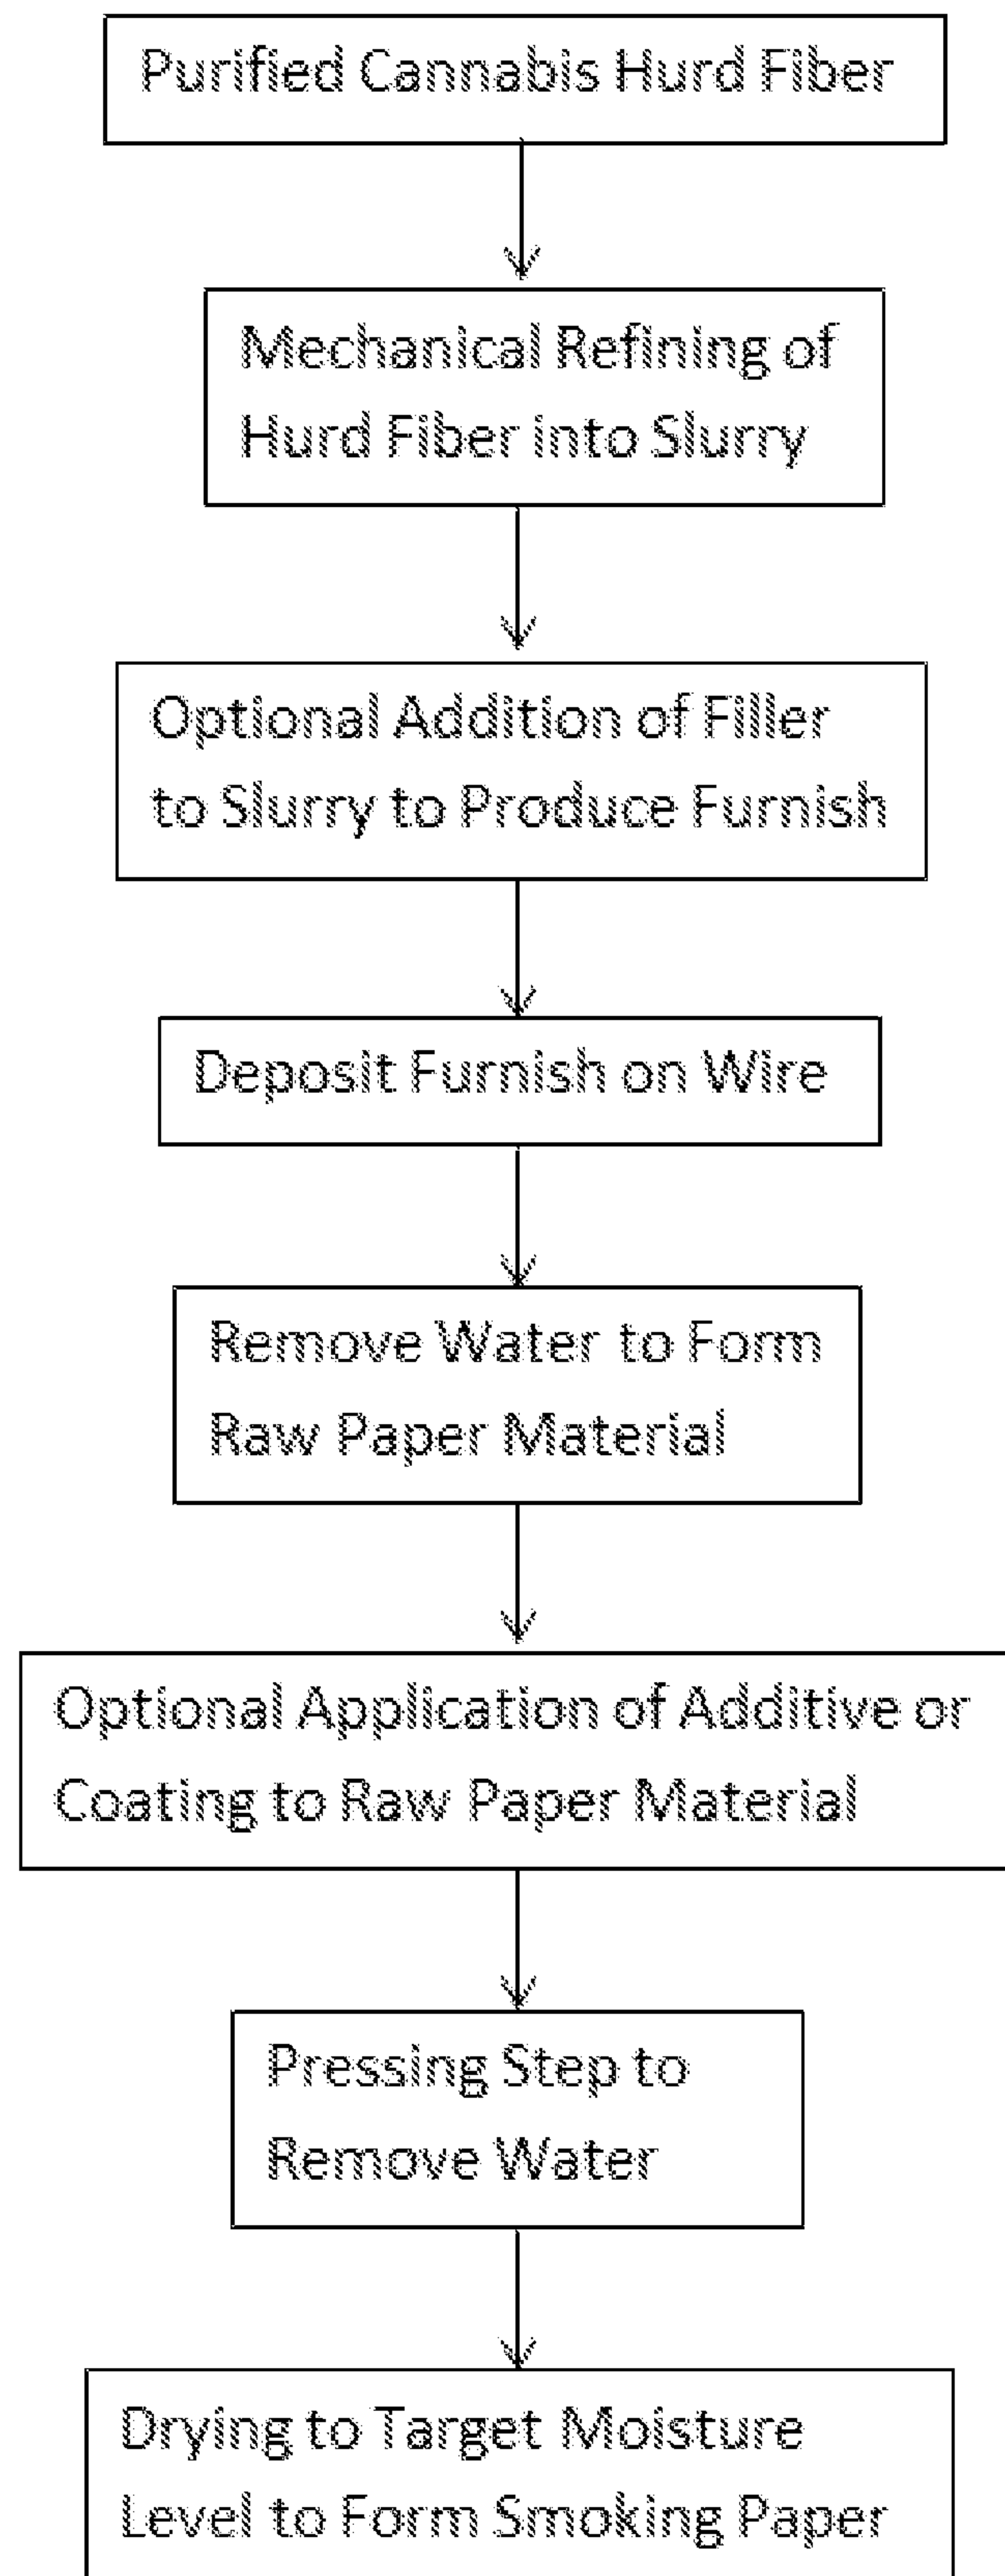 Purified Cannabis Hurd Fiber
Mechanical Refining of
Hurd Fiber into Slurry
Optional Addition of Filler
to Slurry to Produce Furnish
Deposit Furnish on Wire
Remove Water to Form
Raw Paper Material
Optional Application of Additive or
Coating to Raw Paper Material
Pressing Step to
Remove Water
Drying to Target Moisture
Level to Form Smoking Paper